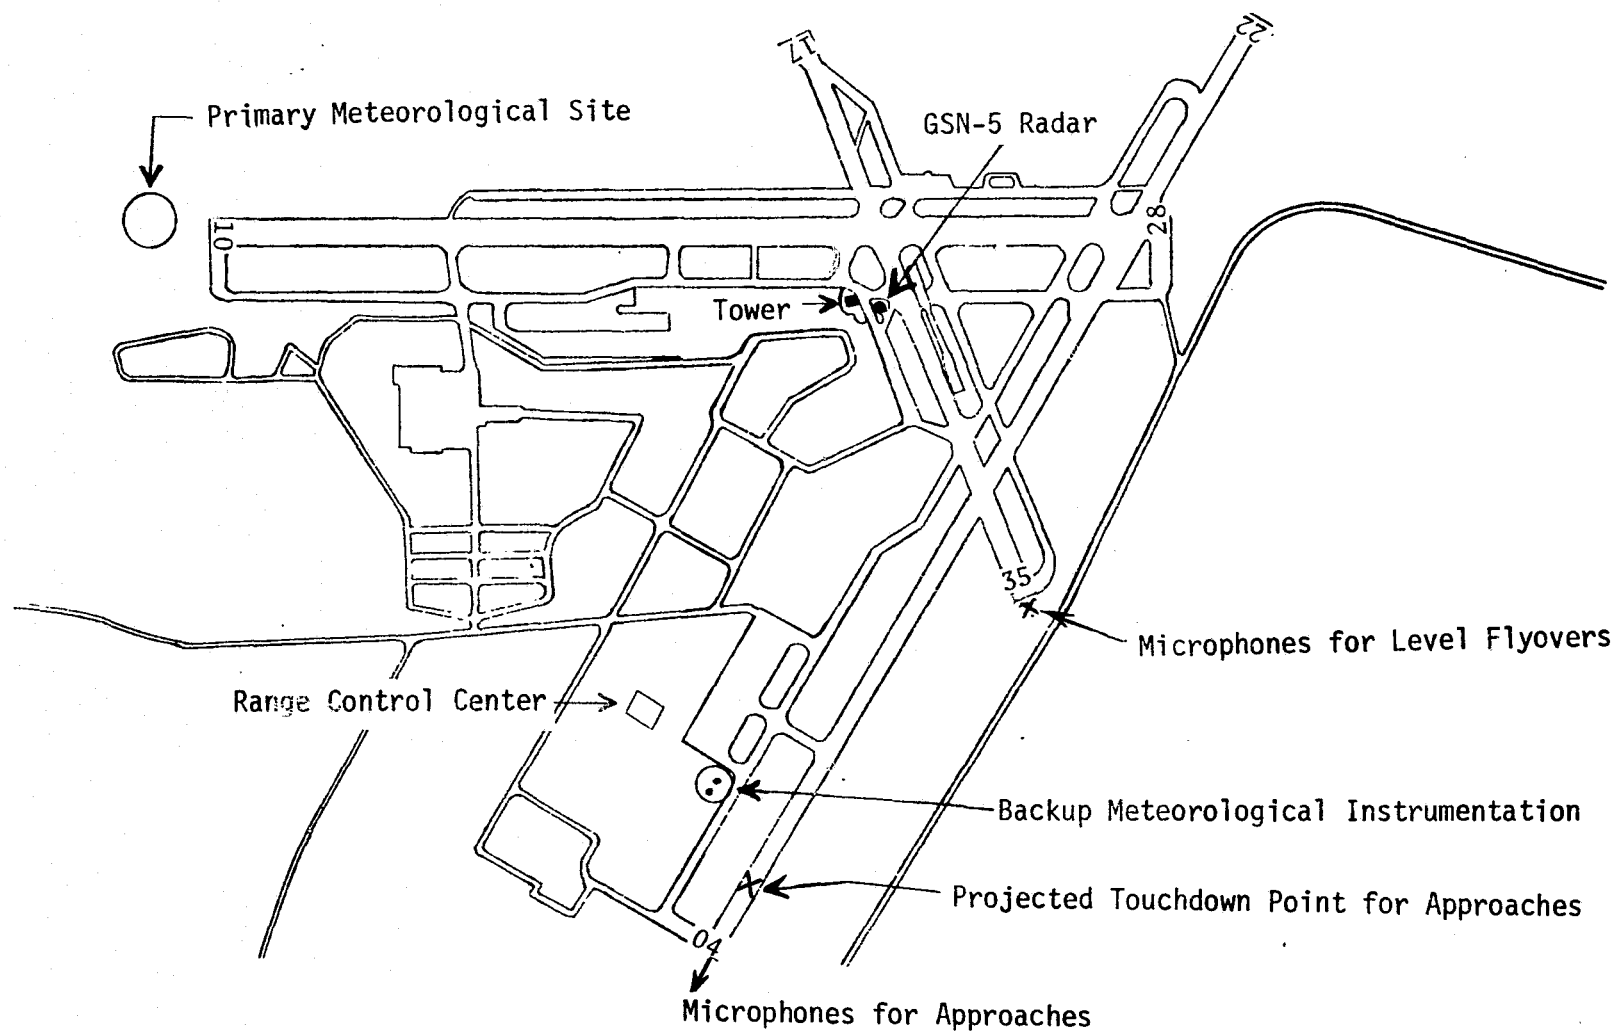 22
17
Primary Meteorological Site
GSN-5 Radar
10
28
Tower
35
Microphones for Level Flyovers
Range Control Center
Backup Meteorological Instrumentation
Projected Touchdown Point for Approaches
04
Microphones for Approaches